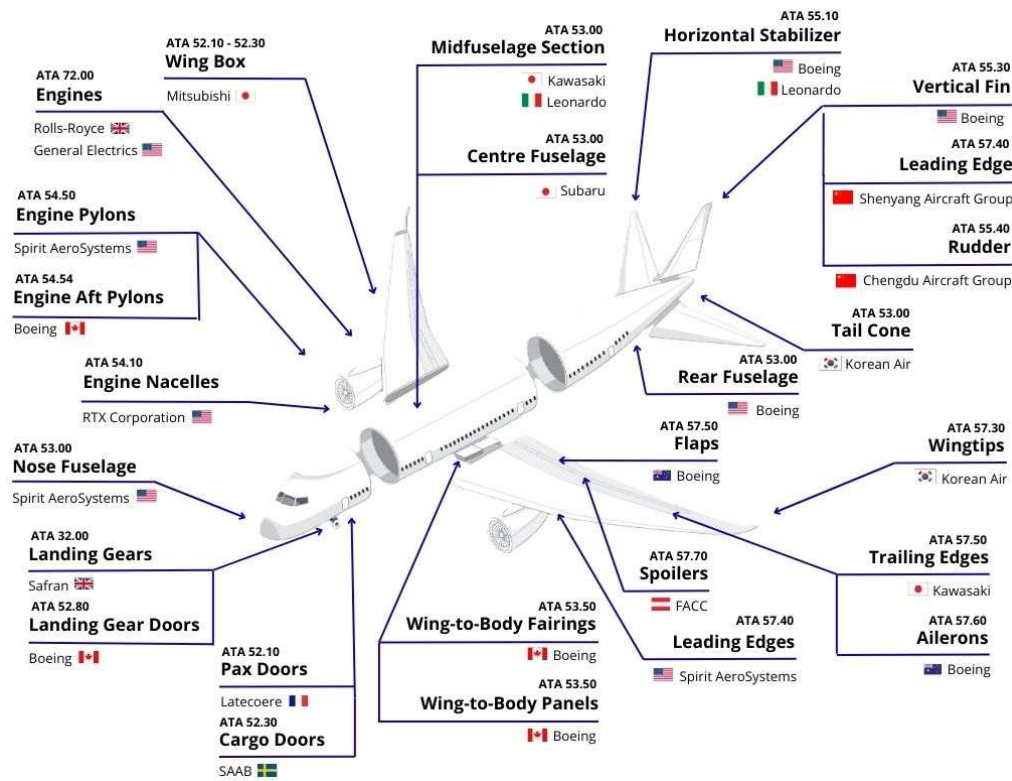 ATA 72.00
Engines
Rolls-Royce
General Electrics
ATA 52.10 - 52.30
Wing Box
Mitsubishi
ATA 53.00
Midfuselage Section
Kawasaki
Leonardo
ATA 53.00
Centre Fuselage
Subaru
ATA 55.10
Horizontal Stabilizer
Boeing
Leonardo
ATA 55.30
Vertical Fin
Boeing
ATA 57.40
Leading Edge
Shenyang Aircraft Group
ATA 55.40
Rudder
Chengdu Aircraft Group
ATA 54.50
Engine Pylons
Spirit AeroSystems
ATA 54.54
Engine Aft Pylons
Boeing
ATA 53.00
Tail Cone
Korean Air
ATA 54.10
Engine Nacelles
RTX Corporation
ATA 53.00
Rear Fuselage
Boeing
ATA 53.00
Nose Fuselage
Spirit AeroSystems
ATA 57.50
Flaps
Boeing
ATA 57.30
Wingtips
Korean Air
ATA 32.00
Landing Gears
Safran
ATA 52.80
Landing Gear Doors
Boeing
ATA 57.70
Spoilers
FACC
ATA 57.50
Trailing Edges
Kawasaki
ATA 57.60
Ailerons
Boeing
ATA 52.10
Pax Doors
Latecoere
ATA 52.30
Cargo Doors
SAAB
ATA 53.50
Wing-to-Body Fairings
Boeing
ATA 53.50
Wing-to-Body Panels
Boeing
ATA 57.40
Leading Edges
Spirit AeroSystems